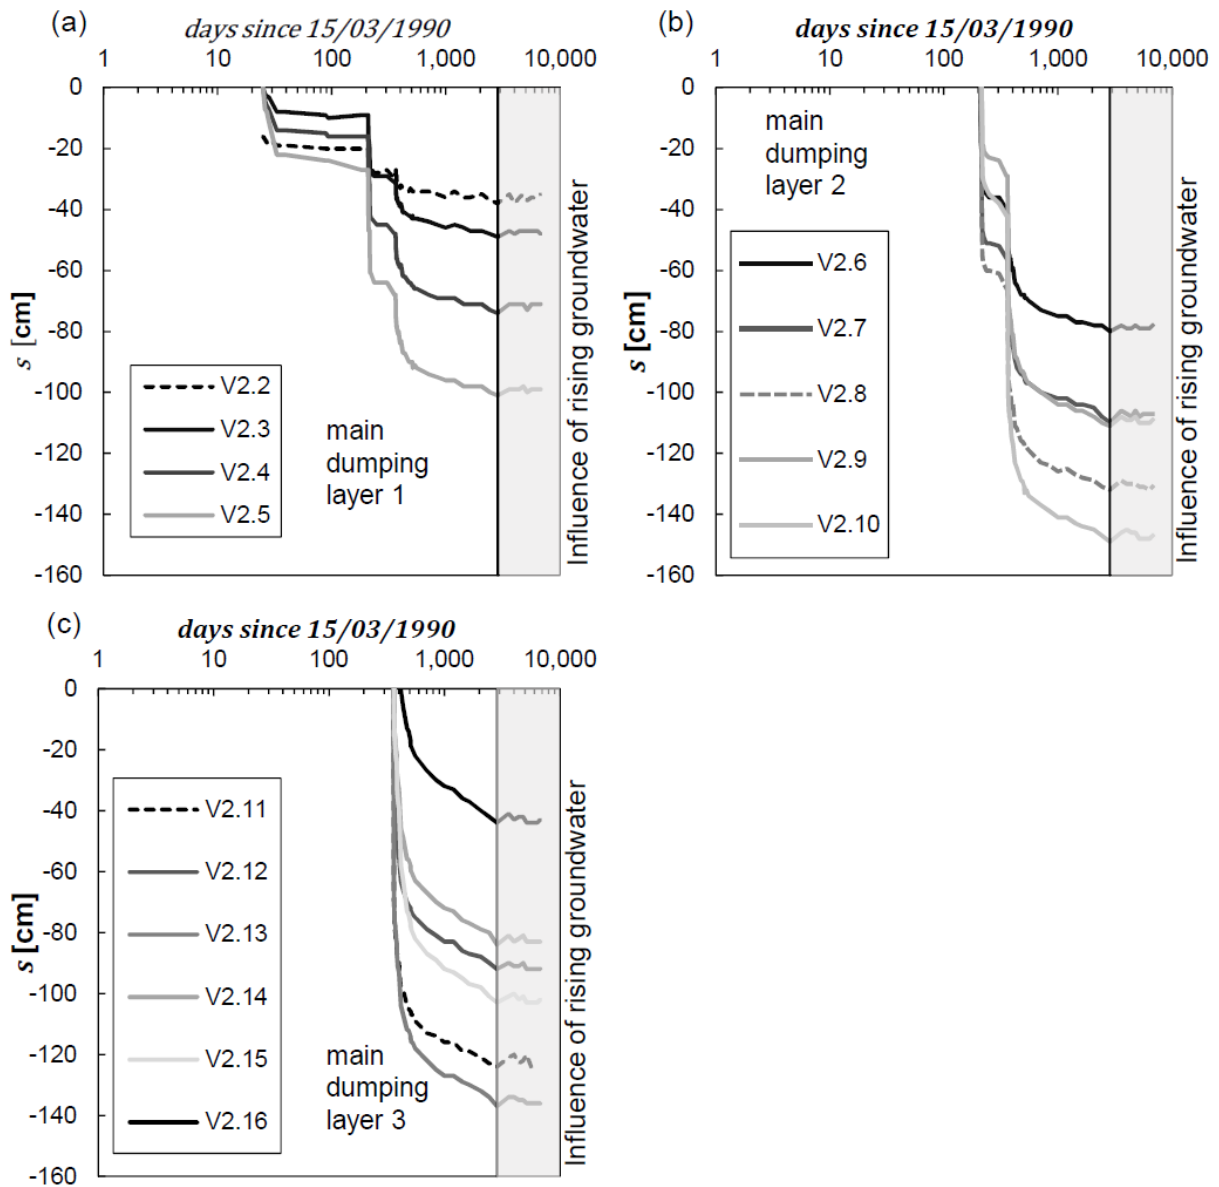 (a)
days since 15/03/1990
1 10 100 1,000 10,000
0
-20
-40
-60
-80
-100
-120
-140
-160
s [cm]
V2.2
V2.3
V2.4
V2.5
main
dumping
layer 1
Influence of rising groundwater
(b)
days since 15/03/1990
1 10 100 1,000 10,000
0
-20
-40
-60
-80
-100
-120
-140
-160
s [cm]
main
dumping
layer 2
V2.6
V2.7
V2.8
V2.9
V2.10
Influence of rising groundwater
(c)
days since 15/03/1990
1 10 100 1,000 10,000
0
-20
-40
-60
-80
-100
-120
-140
-160
s [cm]
V2.11
V2.12
V2.13
V2.14
V2.15
V2.16
main
dumping
layer 3
Influence of rising groundwater